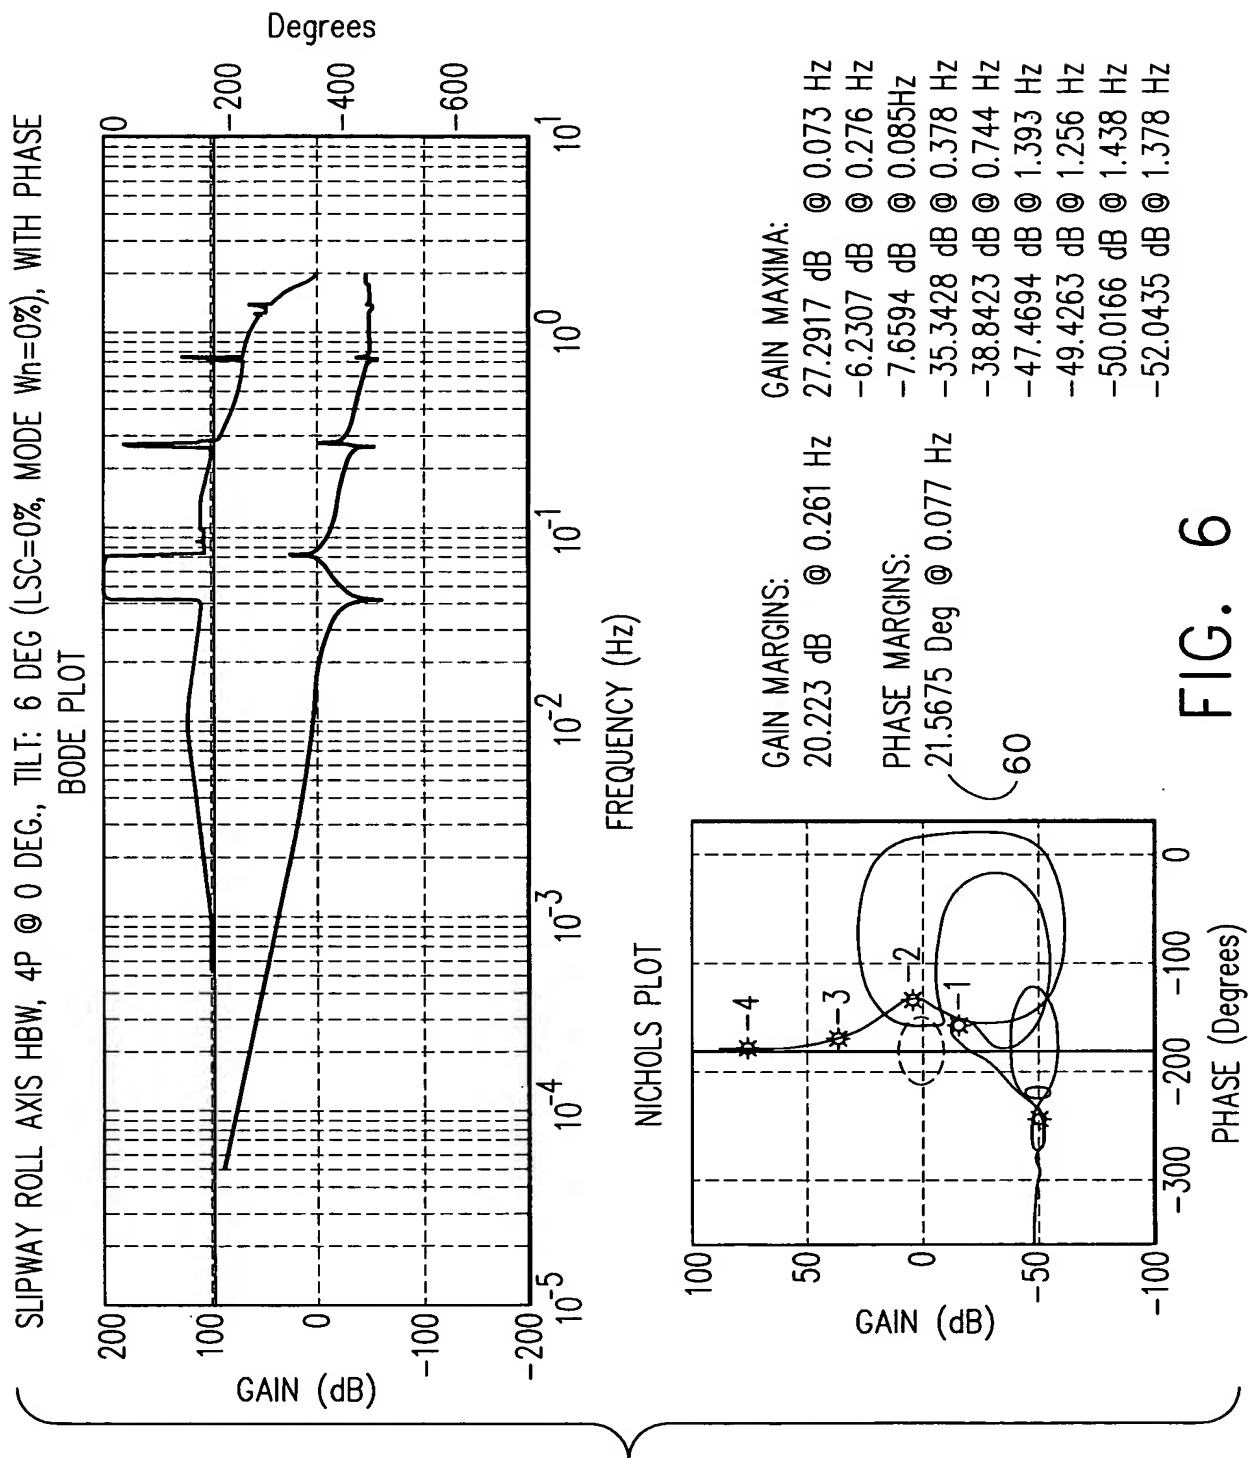 SLIPWAY ROLL AXIS HBW, 4P @ 0 DEG., TILT: 6 DEG (LSC=0%, MODE Wn=0%), WITH PHASE
BODE PLOT
200
100
0
-100
-200
GAIN (dB)
0
-200
-400
-600
Degrees
10-5
10-4
10-3
10-2
10-1
100
101
FREQUENCY (Hz)
NICHOLS PLOT
100
50
0
-50
-100
GAIN (dB)
-4
-3
-2
-1
-300
-200
-100
0
PHASE (Degrees)
GAIN MARGINS:
20.223 dB @ 0.261 Hz
PHASE MARGINS:
21.5675 Deg @ 0.077 Hz
60
GAIN MAXIMA:
27.2917 dB @ 0.073 Hz
-6.2307 dB @ 0.276 Hz
-7.6594 dB @ 0.085Hz
-35.3428 dB @ 0.378 Hz
-38.8423 dB @ 0.744 Hz
-47.4694 dB @ 1.393 Hz
-49.4263 dB @ 1.256 Hz
-50.0166 dB @ 1.438 Hz
-52.0435 dB @ 1.378 Hz
FIG. 6